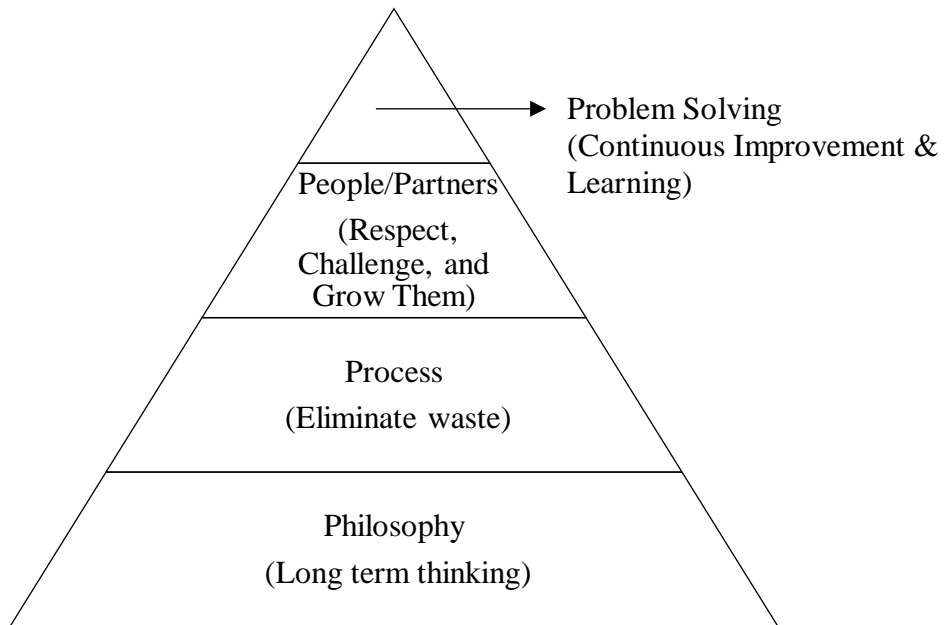 Problem Solving
(Continuous Improvement &
Learning)
People/Partners
(Respect,
Challenge, and
Grow Them)
Process
(Eliminate waste)
Philosophy
(Long term thinking)